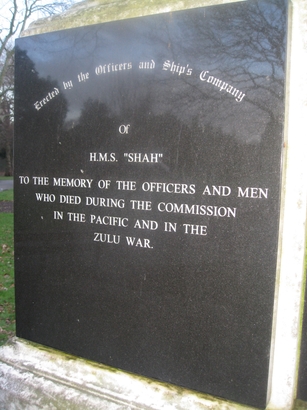 Erected by the Officers and Ship's Company
Of
H.M.S. "SHAH"
TO THE MEMORY OF THE OFFICERS AND MEN
WHO DIED DURING THE COMMISSION
IN THE PACIFIC AND IN THE
ZULU WAR.